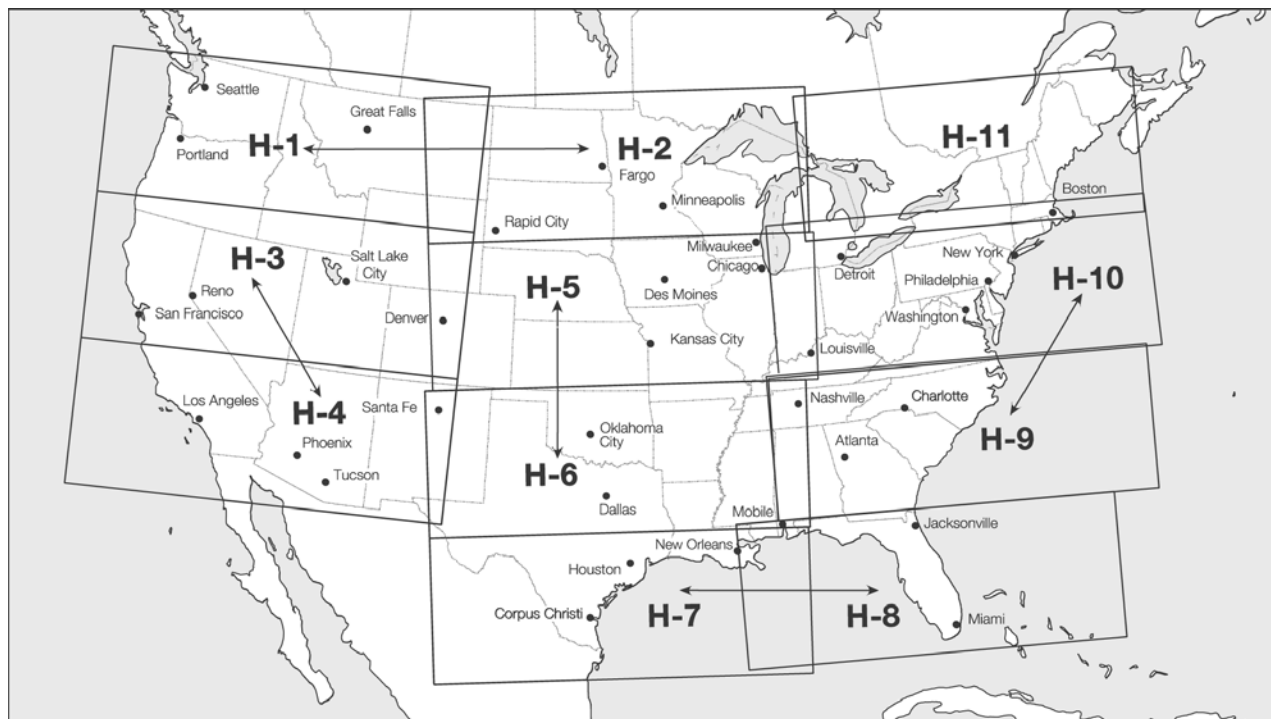 Seattle
Great Falls
H-1
H-2
H-11
Portland
Fargo
Boston
Minneapolis
Rapid City
Milwaukee
New York
H-3
Salt Lake
City
Chicago
Detroit
Philadelphia
H-10
H-5
Des Moines
Reno
San Francisco
Denver
Washington
Kansas City
Louisville
Los Angeles
H-4
Santa Fe
Nashville
Charlotte
Oklahoma
City
H-9
Phoenix
Atlanta
Tucson
H-6
Dallas
Mobile
Jacksonville
New Orleans
Houston
Corpus Christi
H-7
H-8
Miami